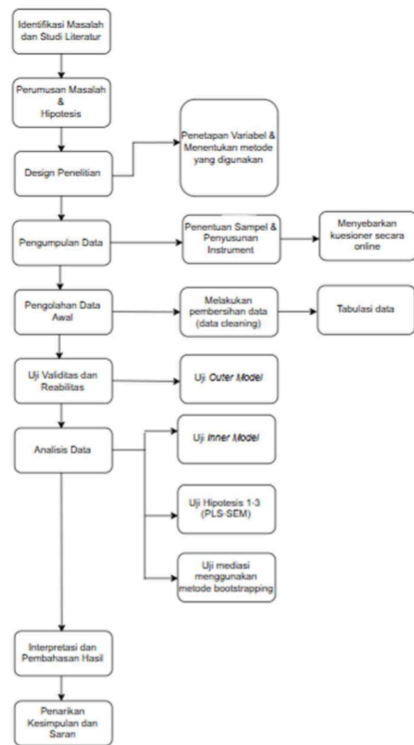 Identifikasi Masalah
dan Studi Literatur
Perumusan Masalah
&
Hipotesis
Design Penelitian
Penetapan Variabel &
Menentukan metode
yang digunakan
Pengumpulan Data
Penentuan Sampel &
Penyusunan
Instrument
Menyebarkan
kuesioner secara
online
Pengolahan Data
Awal
Melakukan
pembersihan data
(data cleaning)
Tabulasi data
Uji Validitas dan
Reabilitas
Uji Outer Model
Analisis Data
Uji Inner Model
Uji Hipotesis 1-3
(PLS-SEM)
Uji mediasi
menggunakan
metode bootstrapping
Interpretasi dan
Pembahasan Hasil
Penarikan
Kesimpulan dan
Saran